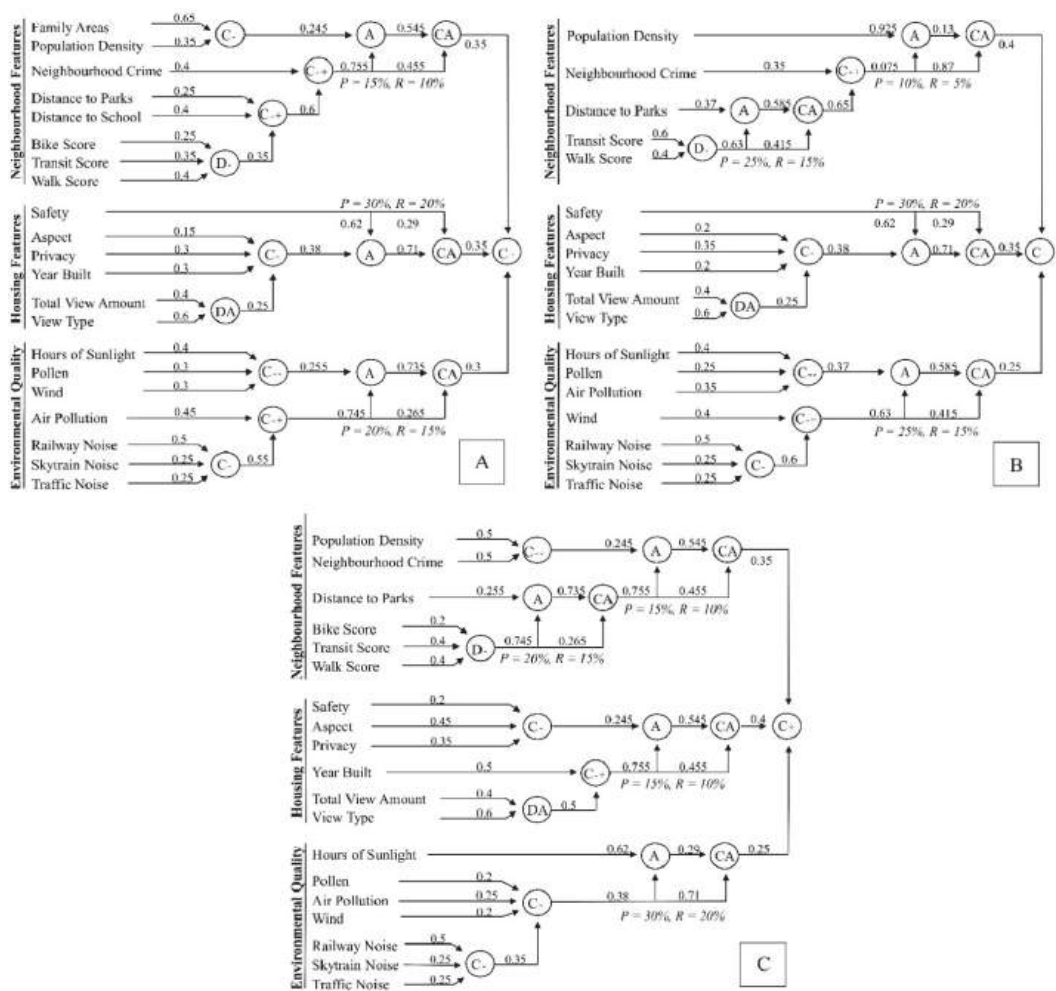 Neighbourhood Features
Family Areas 0.65
Population Density 0.35
C- 0.245 A 0.545 CA 0.35
Neighbourhood Crime 0.4
C-+ 0.755 0.455
P = 15%, R = 10%
Distance to Parks 0.25
Distance to School 0.4
C-+ 0.6
Bike Score 0.25
Transit Score 0.35
Walk Score 0.4
D- 0.35
Housing Features
Safety
P = 30%, R = 20%
0.62 0.29
Aspect 0.15
Privacy 0.3
Year Built 0.3
C- 0.38 A 0.71 CA 0.35
Total View Amount 0.4
View Type 0.6
DA 0.25
Environmental Quality
Hours of Sunlight 0.4
Pollen 0.3
Wind 0.3
C-- 0.255 A 0.735 CA 0.3
Air Pollution 0.45
C-+ 0.745 0.265
P = 20%, R = 15%
Railway Noise 0.5
Skytrain Noise 0.25
Traffic Noise 0.25
C- 0.55
A
Neighbourhood Features
Population Density 0.925 A 0.13 CA 0.4
Neighbourhood Crime 0.35
0.075 0.87
P = 10%, R = 5%
Distance to Parks 0.37 A 0.585 CA 0.65
Transit Score 0.6
Walk Score 0.4
D- 0.63 0.415
P = 25%, R = 15%
Housing Features
Safety
P = 30%, R = 20%
0.62 0.29
Aspect 0.2
Privacy 0.35
Year Built 0.2
C- 0.38 A 0.71 CA 0.35 C
Total View Amount 0.4
View Type 0.6
DA 0.25
Environmental Quality
Hours of Sunlight 0.4
Pollen 0.25
Air Pollution 0.35
C-- 0.37 A 0.585 CA 0.25
Wind 0.4
0.63 0.415
P = 25%, R = 15%
Railway Noise 0.5
Skytrain Noise 0.25
Traffic Noise 0.25
C- 0.6
B
Neighbourhood Features
Population Density 0.5
Neighbourhood Crime 0.5
0.245 A 0.545 CA 0.35
Distance to Parks 0.255 A 0.735 CA 0.755 0.455
P = 15%, R = 10%
Bike Score 0.2
Transit Score 0.4
Walk Score 0.4
D- 0.745 0.265
P = 20%, R = 15%
Housing Features
Safety 0.2
Aspect 0.45
Privacy 0.35
C- 0.245 A 0.545 CA 0.4 C+
Year Built 0.5
C-+ 0.755 0.455
P = 15%, R = 10%
Total View Amount 0.4
View Type 0.6
DA 0.5
Environmental Quality
Hours of Sunlight 0.62 A 0.29 CA 0.25
Pollen 0.2
Air Pollution 0.25
Wind 0.2
C- 0.38 0.71
P = 30%, R = 20%
Railway Noise 0.5
Skytrain Noise 0.25
Traffic Noise 0.25
C- 0.35
C